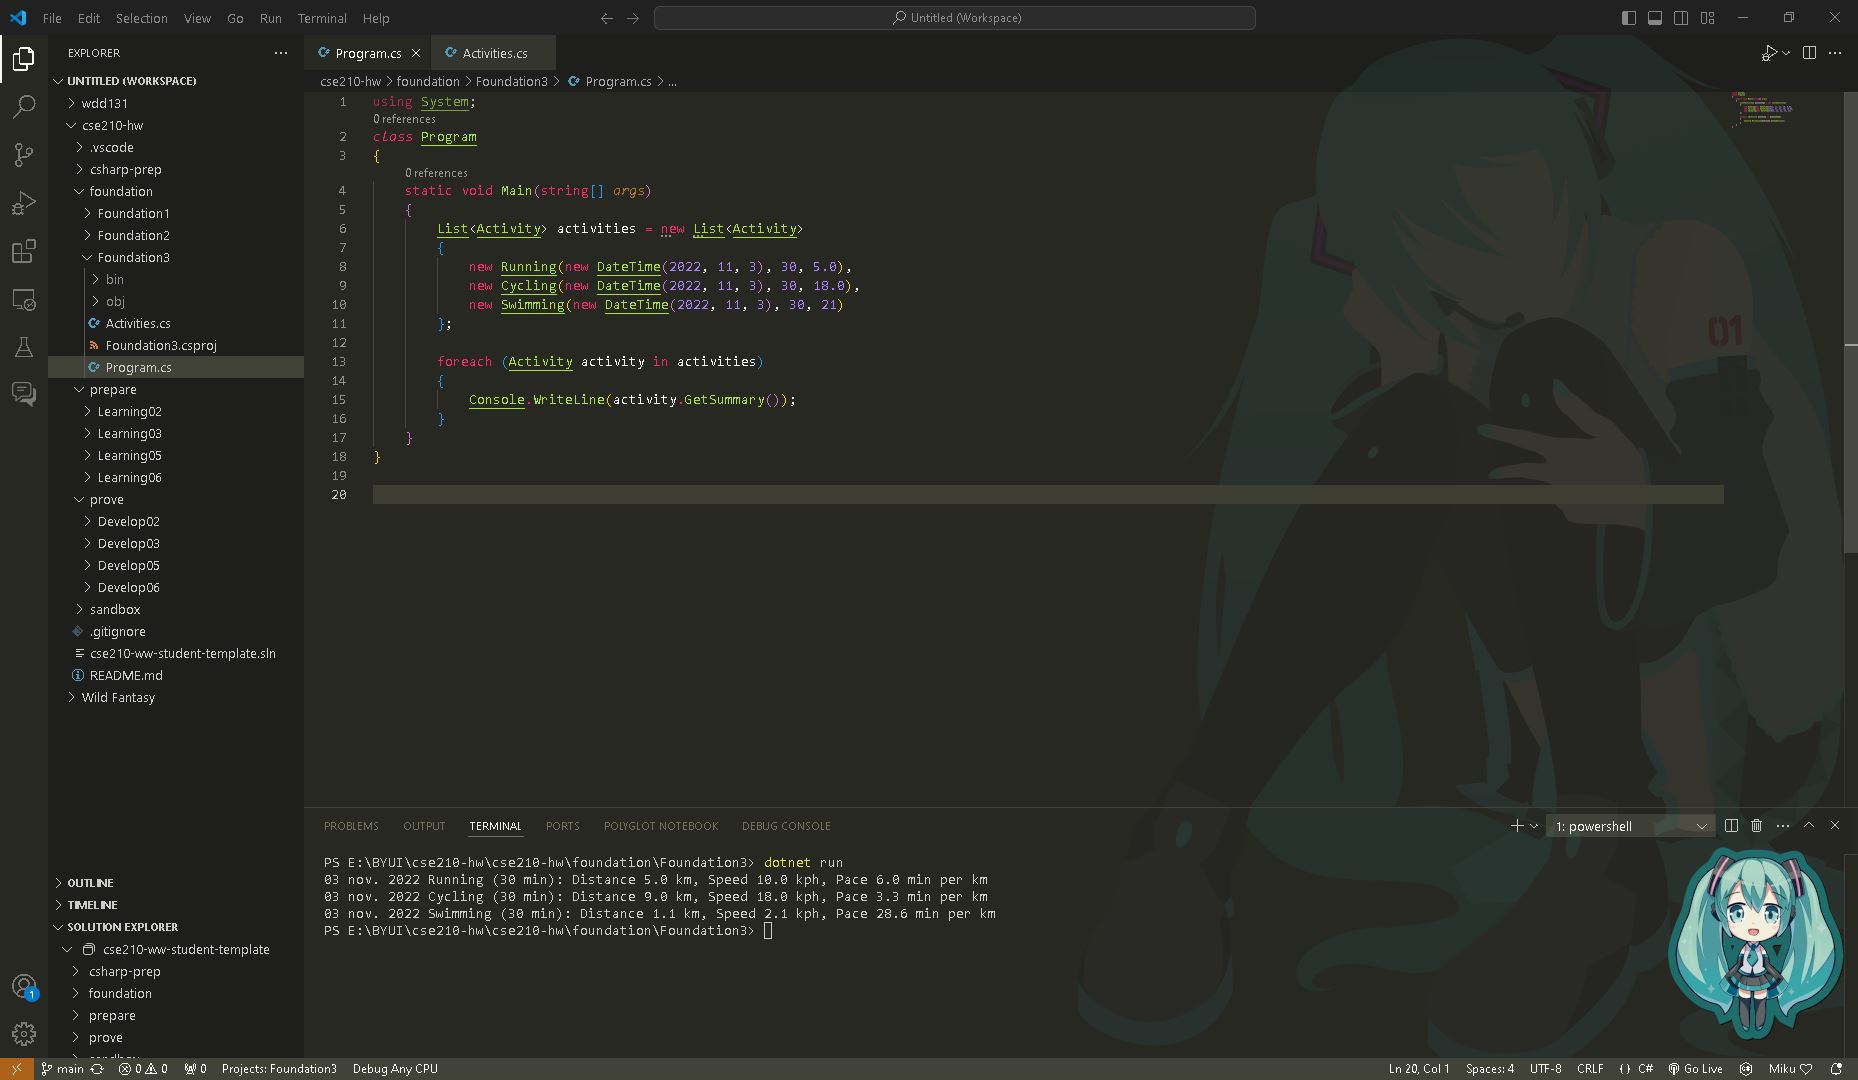 File Edit Selection View Go Run Terminal Help
Untitled (Workspace)
EXPLORER
UNTITLED (WORKSPACE)
wdd131
cse210-hw
.vscode
csharp-prep
foundation
Foundation1
Foundation2
Foundation3
bin
obj
Activities.cs
Foundation3.csproj
Program.cs
prepare
Learning02
Learning03
Learning05
Learning06
prove
Develop02
Develop03
Develop05
Develop06
sandbox
.gitignore
cse210-ww-student-template.sln
README.md
Wild Fantasy
OUTLINE
TIMELINE
SOLUTION EXPLORER
cse210-ww-student-template
csharp-prep
foundation
prepare
prove
Program.cs Activities.cs
cse210-hw > foundation > Foundation3 > Program.cs > ...
1 using System;
0 references
2 class Program
3 {
0 references
4 static void Main(string[] args)
5 {
6 List<Activity> activities = new List<Activity>
7 {
8 new Running(new DateTime(2022, 11, 3), 30, 5.0),
9 new Cycling(new DateTime(2022, 11, 3), 30, 18.0),
10 new Swimming(new DateTime(2022, 11, 3), 30, 21)
11 };
12
13 foreach (Activity activity in activities)
14 {
15 Console.WriteLine(activity.GetSummary());
16 }
17 }
18 }
19
20
01
PROBLEMS OUTPUT TERMINAL PORTS POLYGLOT NOTEBOOK DEBUG CONSOLE
1: powershell
PS E:\BYUI\cse210-hw\cse210-hw\foundation\Foundation3> dotnet run
03 nov. 2022 Running (30 min): Distance 5.0 km, Speed 10.0 kph, Pace 6.0 min per km
03 nov. 2022 Cycling (30 min): Distance 9.0 km, Speed 18.0 kph, Pace 3.3 min per km
03 nov. 2022 Swimming (30 min): Distance 1.1 km, Speed 2.1 kph, Pace 28.6 min per km
PS E:\BYUI\cse210-hw\cse210-hw\foundation\Foundation3>
1
main 0 0 0 Projects: Foundation3 Debug Any CPU
Ln 20, Col 1 Spaces: 4 UTF-8 CRLF {} C# Go Live Miku ♡